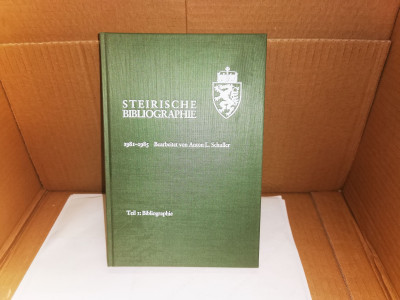 STEIRISCHE
BIBLIOGRAPHIE
1981–1985 Bearbeitet von Anton L. Schuller
Teil 1: Bibliographie